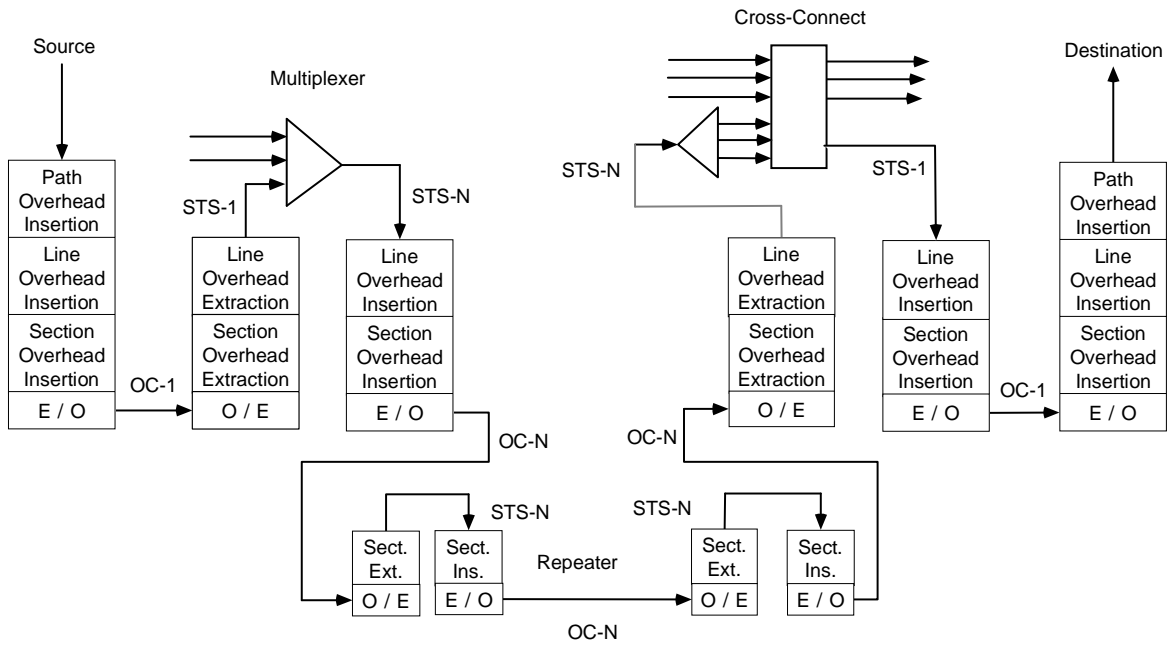 Cross-Connect
Source
Destination
Multiplexer
STS-N
STS-1
STS-1
STS-N
Path
Overhead
Insertion
Line
Overhead
Insertion
Section
Overhead
Insertion
E / O
OC-1
Line
Overhead
Extraction
Section
Overhead
Extraction
O / E
Line
Overhead
Insertion
Section
Overhead
Insertion
E / O
OC-N
Line
Overhead
Extraction
Section
Overhead
Extraction
O / E
OC-N
Line
Overhead
Insertion
Section
Overhead
Insertion
E / O
OC-1
Path
Overhead
Insertion
Line
Overhead
Insertion
Section
Overhead
Insertion
E / O
STS-N
STS-N
Sect.
Ext.
O / E
Sect.
Ins.
E / O
Repeater
Sect.
Ext.
O / E
Sect.
Ins.
E / O
OC-N